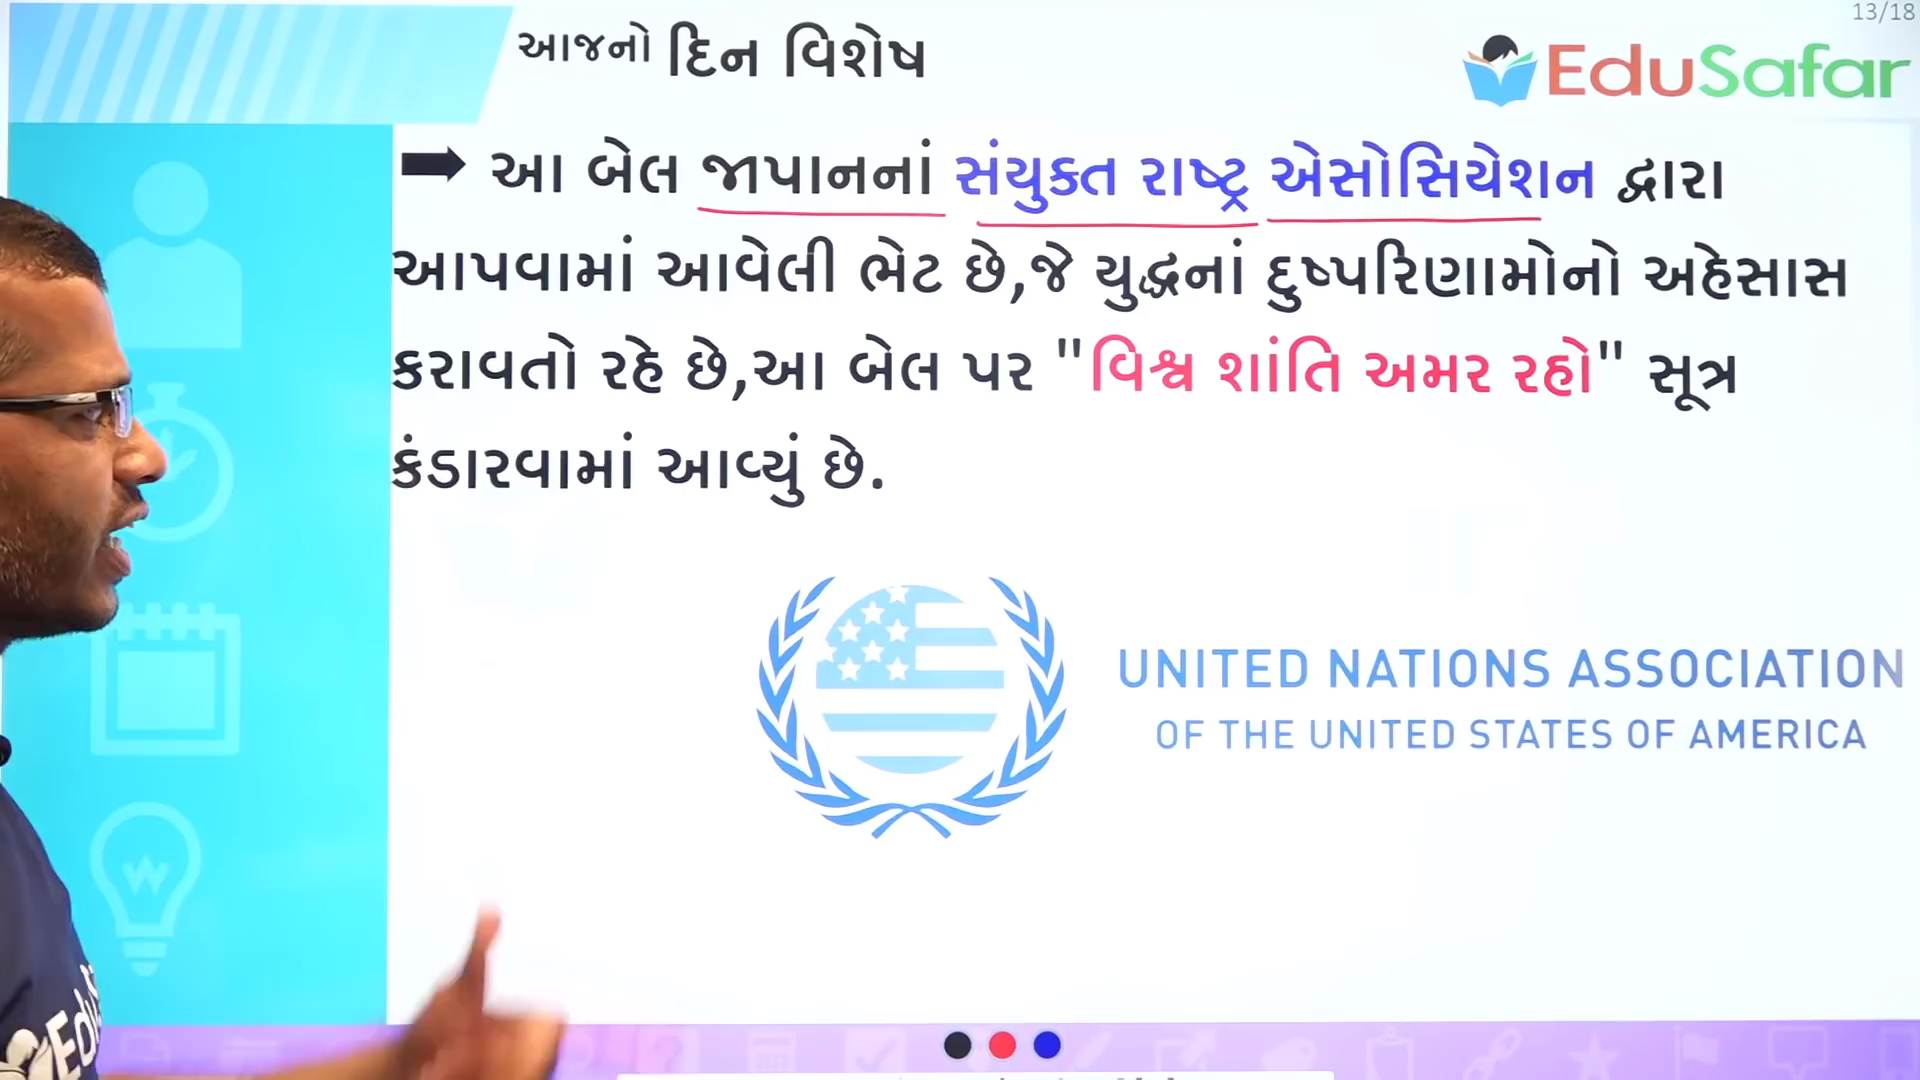 13/18
આજનો દિન વિશેષ
EduSafar
➡ આ બેલ જાપાનનાં સંયુક્ત રાષ્ટ્ર એસોસિયેશન દ્વારા
આપવામાં આવેલી ભેટ છે,જે યુદ્ધનાં દુષ્પરિણામોનો અહેસાસ
કરાવતો રહે છે,આ બેલ પર "વિશ્વ શાંતિ અમર રહો" સૂત્ર
કંડારવામાં આવ્યું છે.
UNITED NATIONS ASSOCIATION
OF THE UNITED STATES OF AMERICA